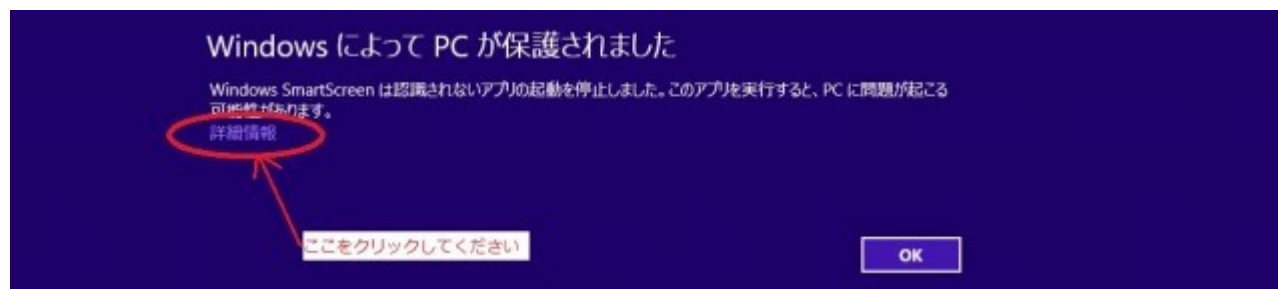 Windows によって PC が保護されました
Windows SmartScreen は認識されないアプリの起動を停止しました。このアプリを実行すると、PC に問題が起こる
可能性があります。
詳細情報
ここをクリックしてください
OK